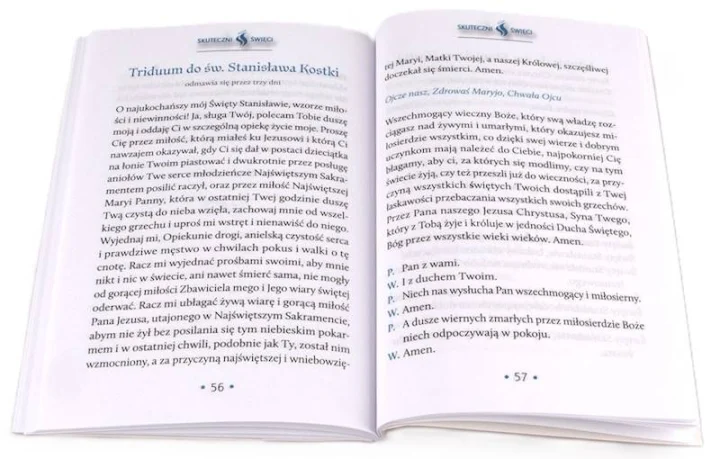 SKUTECZNI ŚWIĘCI
Triduum do św. Stanisława Kostki
odmawia się przez trzy dni
O najukochańszy mój Święty Stanisławie, wzorze miło-
ści i niewinności! Ja, sługa Twój, polecam Tobie duszę
moją i oddaję Ci w szczególną opiekę życie moje. Proszę
Cię przez miłość, którą miałeś ku Jezusowi i którą Ci
nawzajem okazywał, gdy Ci się dał w postaci dzieciątka
na łonie Twoim piastować i dwukrotnie przez posługę
aniołów Twe serce młodzieńcze Najświętszym Sakra-
mentem posilić raczył, oraz przez miłość Najświętszej
Maryi Panny, która w ostatniej Twej godzinie duszę
Twą czystą do nieba wzięła, zachowaj mnie od wszel-
kiego grzechu i uproś mi wstręt i nienawiść do niego.
Wyjednaj mi, Opiekunie drogi, anielską czystość serca
i prawdziwe męstwo w chwilach pokus i walki o tę
cnotę. Racz mi wyjednać prośbami swoimi, aby mnie
nikt i nic w świecie, ani nawet śmierć sama, nie mogły
od gorącej miłości Zbawiciela mego i Jego wiary świętej
oderwać. Racz mi ubłagać żywą wiarę i gorącą miłość
Pana Jezusa, utajonego w Najświętszym Sakramencie,
abym nie żył bez posilania się tym niebieskim pokar-
mem i w ostatniej chwili, podobnie jak Ty, został nim
wzmocniony, a za przyczyną najświętszej i wniebowzię-
• 56 •
SKUTECZNI ŚWIĘCI
tej Maryi, Matki Twojej, a naszej Królowej, szczęśliwej
doczekał się śmierci. Amen.
Ojcze nasz, Zdrowaś Maryjo, Chwała Ojcu
Wszechmogący wieczny Boże, który swą władzę roz-
ciągasz nad żywymi i umarłymi, który okazujesz mi-
łosierdzie wszystkim, co dzięki swej wierze i dobrym
uczynkom mają należeć do Ciebie, najpokorniej Cię
błagamy, aby ci, za których się modlimy, czy na tym
świecie żyją, czy też przeszli już do wieczności, za przy-
czyną wszystkich świętych Twoich dostąpili z Twej
łaskawości przebaczania wszystkich swoich grzechów.
Przez Pana naszego Jezusa Chrystusa, Syna Twego,
który z Tobą żyje i króluje w jedności Ducha Świętego,
Bóg przez wszystkie wieki wieków. Amen.
P. Pan z wami.
W. I z duchem Twoim.
P. Niech nas wysłucha Pan wszechmogący i miłosierny.
W. Amen.
P. A dusze wiernych zmarłych przez miłosierdzie Boże
niech odpoczywają w pokoju.
W. Amen.
• 57 •